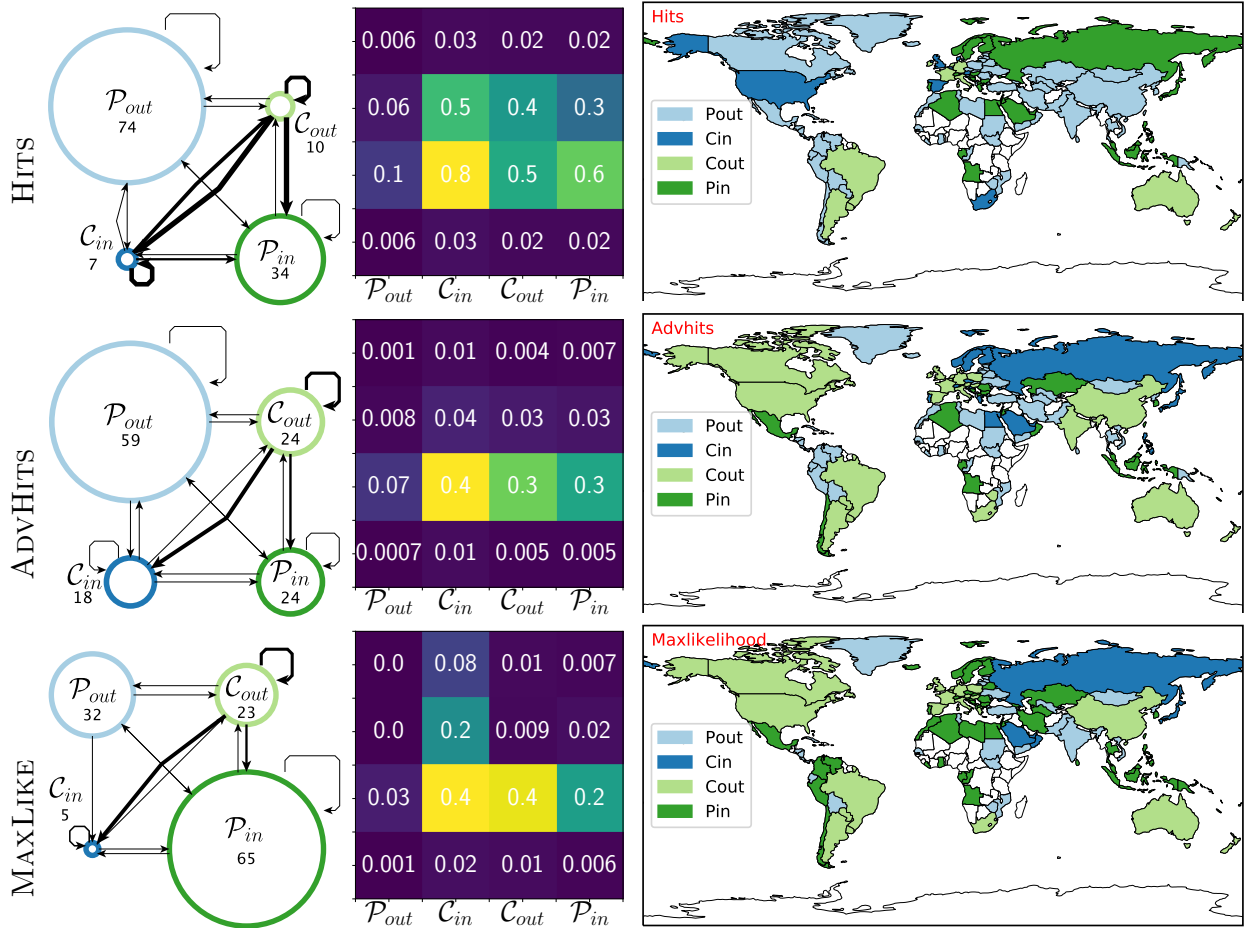 HITS
P_out
74
C_out
10
C_in
7
P_in
34
0.006 0.03 0.02 0.02
0.06 0.5 0.4 0.3
0.1 0.8 0.5 0.6
0.006 0.03 0.02 0.02
P_out C_in C_out P_in
Hits
Pout
Cin
Cout
Pin
ADVHITS
P_out
59
C_out
24
C_in
18
P_in
24
0.001 0.01 0.004 0.007
0.008 0.04 0.03 0.03
0.07 0.4 0.3 0.3
0.0007 0.01 0.005 0.005
P_out C_in C_out P_in
Advhits
Pout
Cin
Cout
Pin
MAXLIKE
P_out
32
C_out
23
C_in
5
P_in
65
0.0 0.08 0.01 0.007
0.0 0.2 0.009 0.02
0.03 0.4 0.4 0.2
0.001 0.02 0.01 0.006
P_out C_in C_out P_in
Maxlikelihood
Pout
Cin
Cout
Pin